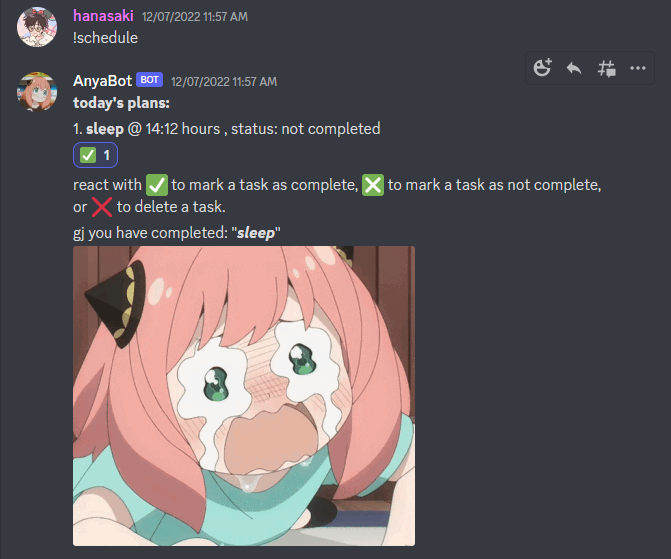 hanasaki 12/07/2022 11:57 AM
!schedule
AnyaBot BOT 12/07/2022 11:57 AM
today's plans:
1. sleep @ 14:12 hours , status: not completed
✅ 1
react with ✅ to mark a task as complete, ❎ to mark a task as not complete,
or ❌ to delete a task.
gj you have completed: "sleep"